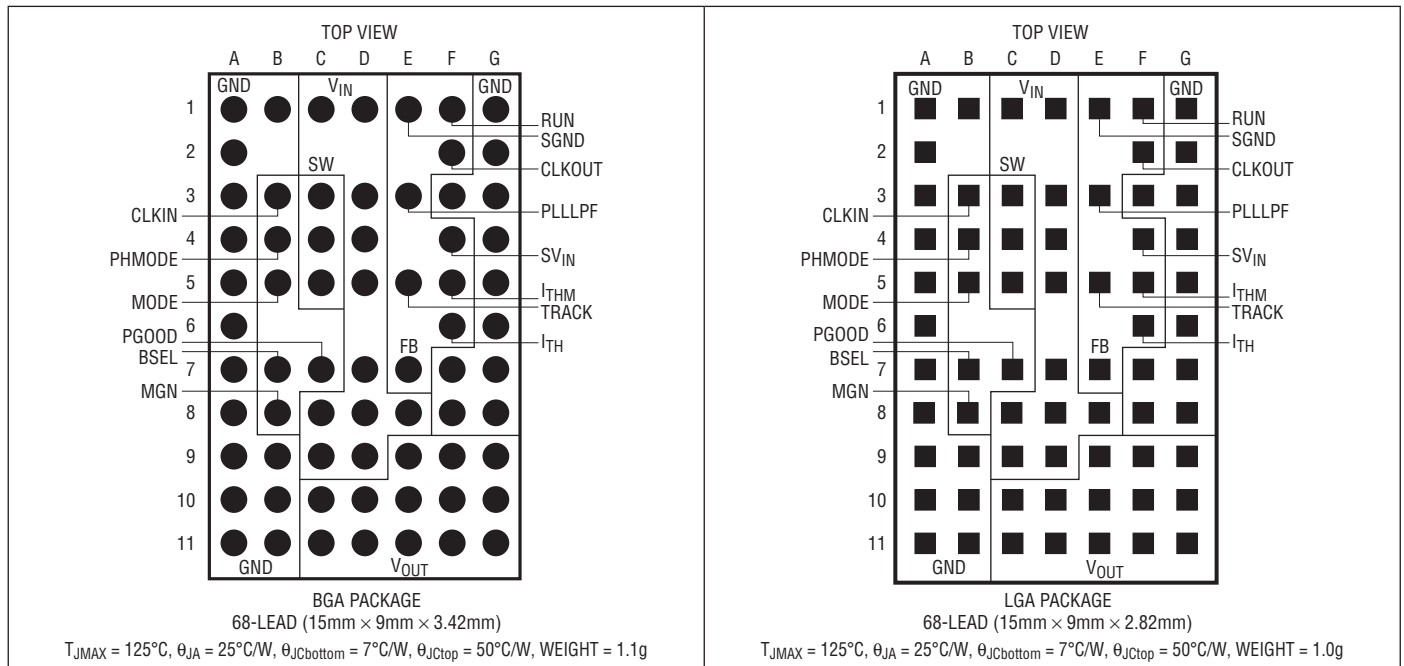 TOP VIEW
A B C D E F G
GND VIN GND
1
RUN
SGND
2
CLKOUT
SW
3
PLLLPF
CLKIN
4
SVIN
PHMODE
5
ITHM
MODE
TRACK
6
PGOOD
ITH
BSEL
FB
7
MGN
8
9
10
11
GND VOUT
BGA PACKAGE
68-LEAD (15mm × 9mm × 3.42mm)
TJMAX = 125°C, θJA = 25°C/W, θJCbottom = 7°C/W, θJCtop = 50°C/W, WEIGHT = 1.1g
TOP VIEW
A B C D E F G
GND VIN GND
1
RUN
SGND
2
CLKOUT
SW
3
PLLLPF
CLKIN
4
SVIN
PHMODE
5
ITHM
MODE
TRACK
6
PGOOD
ITH
BSEL
FB
7
MGN
8
9
10
11
GND VOUT
LGA PACKAGE
68-LEAD (15mm × 9mm × 2.82mm)
TJMAX = 125°C, θJA = 25°C/W, θJCbottom = 7°C/W, θJCtop = 50°C/W, WEIGHT = 1.0g